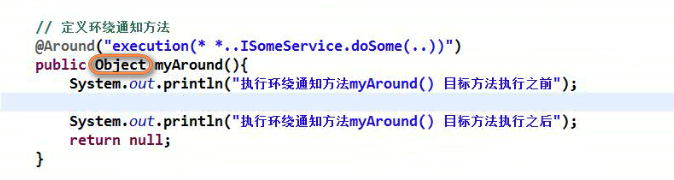 // 定义环绕通知方法
@Around("execution(* *..ISomeService.doSome(..))")
public Object myAround(){
System.out.println("执行环绕通知方法myAround() 目标方法执行之前");
System.out.println("执行环绕通知方法myAround() 目标方法执行之后");
return null;
}